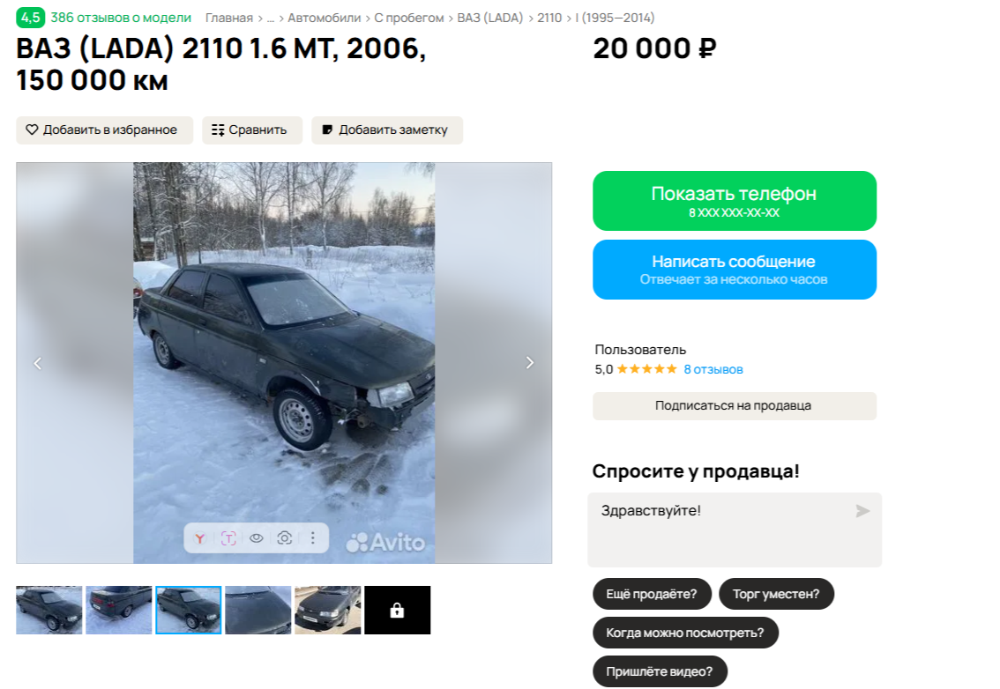 4,5 386 отзывов о модели Главная > ... > Автомобили > С пробегом > ВАЗ (LADA) > 2110 > I (1995—2014)
ВАЗ (LADA) 2110 1.6 MT, 2006,
150 000 км
20 000 ₽
Добавить в избранное
Сравнить
Добавить заметку
Показать телефон
8 XXX XXX-XX-XX
Написать сообщение
Отвечает за несколько часов
Пользователь
5,0 ★★★★★ 8 отзывов
Подписаться на продавца
Спросите у продавца!
Здравствуйте!
Avito
Ещё продаёте?
Торг уместен?
Когда можно посмотреть?
Пришлёте видео?